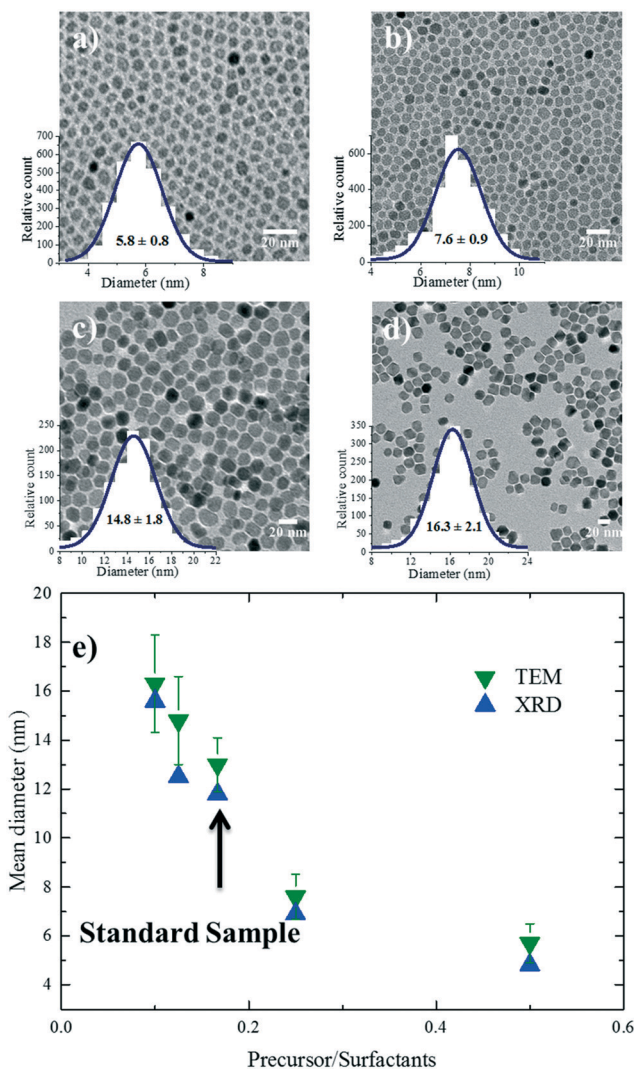 a)
Relative count
700
600
500
400
300
200
100
0
5.8 ± 0.8
20 nm
4 6 8
Diameter (nm)
b)
Relative count
600
400
200
0
7.6 ± 0.9
20 nm
4 6 8 10
Diameter (nm)
c)
Relative count
250
200
150
100
50
0
14.8 ± 1.8
20 nm
8 10 12 14 16 18 20 22
Diameter (nm)
d)
Relative count
350
300
250
200
150
100
50
0
16.3 ± 2.1
20 nm
8 12 16 20 24
Diameter (nm)
e)
TEM
XRD
Mean diameter (nm)
20
18
16
14
12
10
8
6
4
Standard Sample
0.0 0.2 0.4 0.6
Precursor/Surfactants